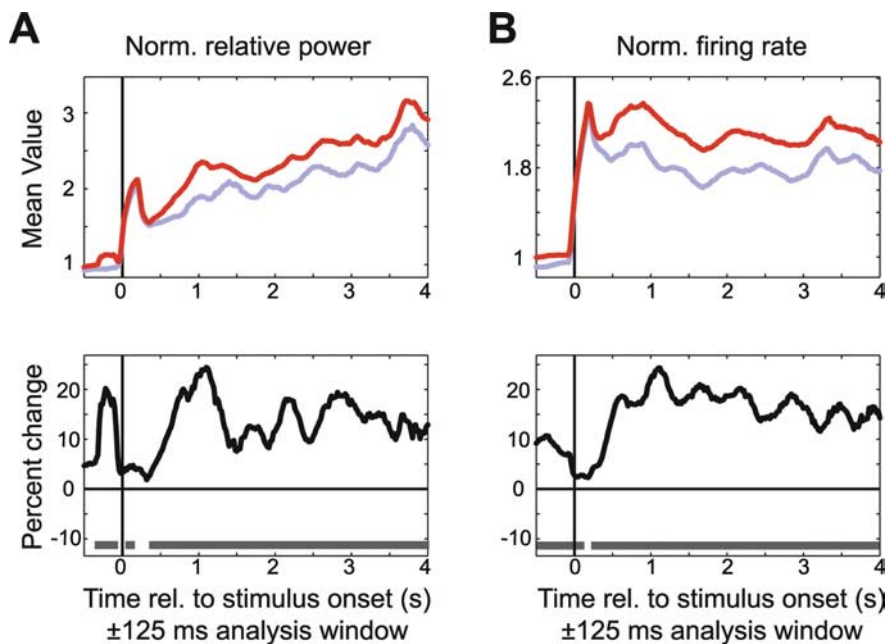 A
Norm. relative power
Mean Value
3
2
1
0 1 2 3 4
Percent change
20
10
0
-10
0 1 2 3 4
Time rel. to stimulus onset (s)
±125 ms analysis window
B
Norm. firing rate
2.6
1.8
1
0 1 2 3 4
20
10
0
-10
0 1 2 3 4
Time rel. to stimulus onset (s)
±125 ms analysis window